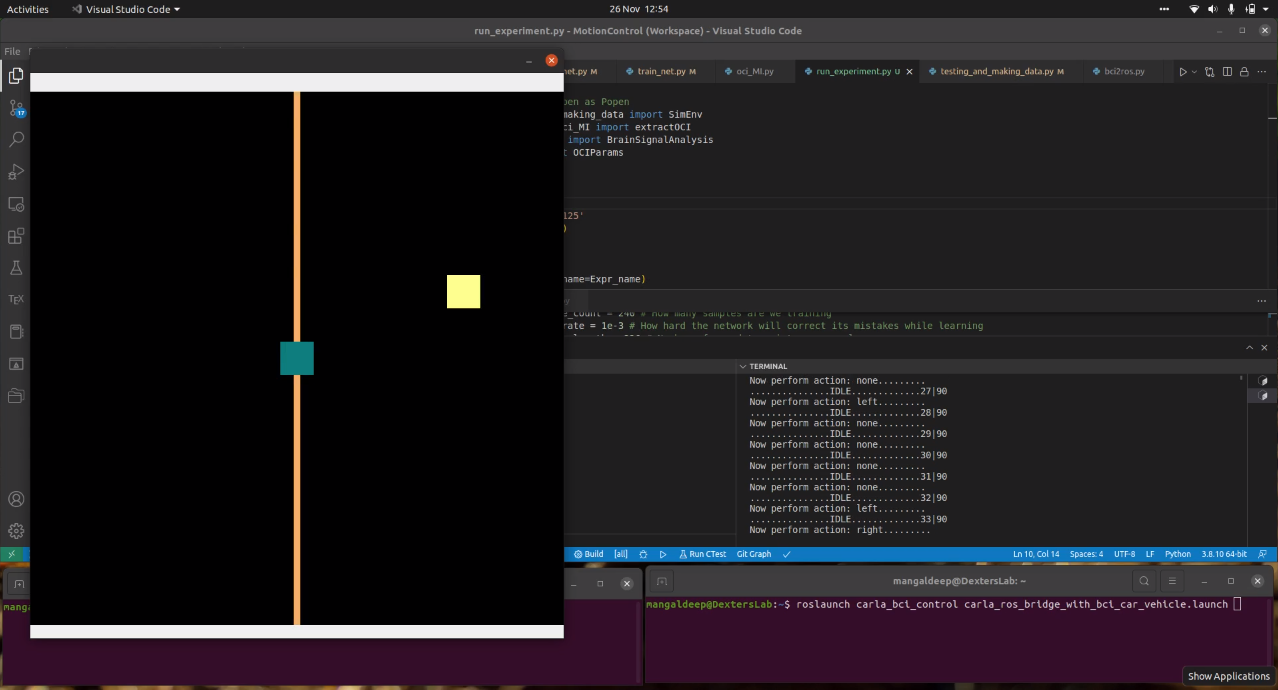 Activities
Visual Studio Code
26 Nov 12:54
run_experiment.py - MotionControl (Workspace) - Visual Studio Code
File
net.py M
train_net.py M
oci_MI.py
run_experiment.py U
testing_and_making_data.py M
bci2ros.py
pen as Popen
making_data import SimEnv
ci_MI import extractOCI
import BrainSignalAnalysis
t OCIParams
125'
)
name=Expr_name)
e_count = 240 # How many samples are we training
rate = 1e-3 # How hard the network will correct its mistakes while learning
17
TEX
TERMINAL
Now perform action: none.........
...............IDLE.............27|90
Now perform action: left.........
...............IDLE.............28|90
Now perform action: none.........
...............IDLE.............29|90
Now perform action: none.........
...............IDLE.............30|90
Now perform action: none.........
...............IDLE.............31|90
Now perform action: none.........
...............IDLE.............32|90
Now perform action: left.........
...............IDLE.............33|90
Now perform action: right.........
Build
[all]
Run CTest
Git Graph
Ln 10, Col 14
Spaces: 4
UTF-8
LF
Python
3.8.10 64-bit
mangaldeep@DextersLab: ~
manga
mangaldeep@DextersLab:~$ roslaunch carla_bci_control carla_ros_bridge_with_bci_car_vehicle.launch
Show Applications